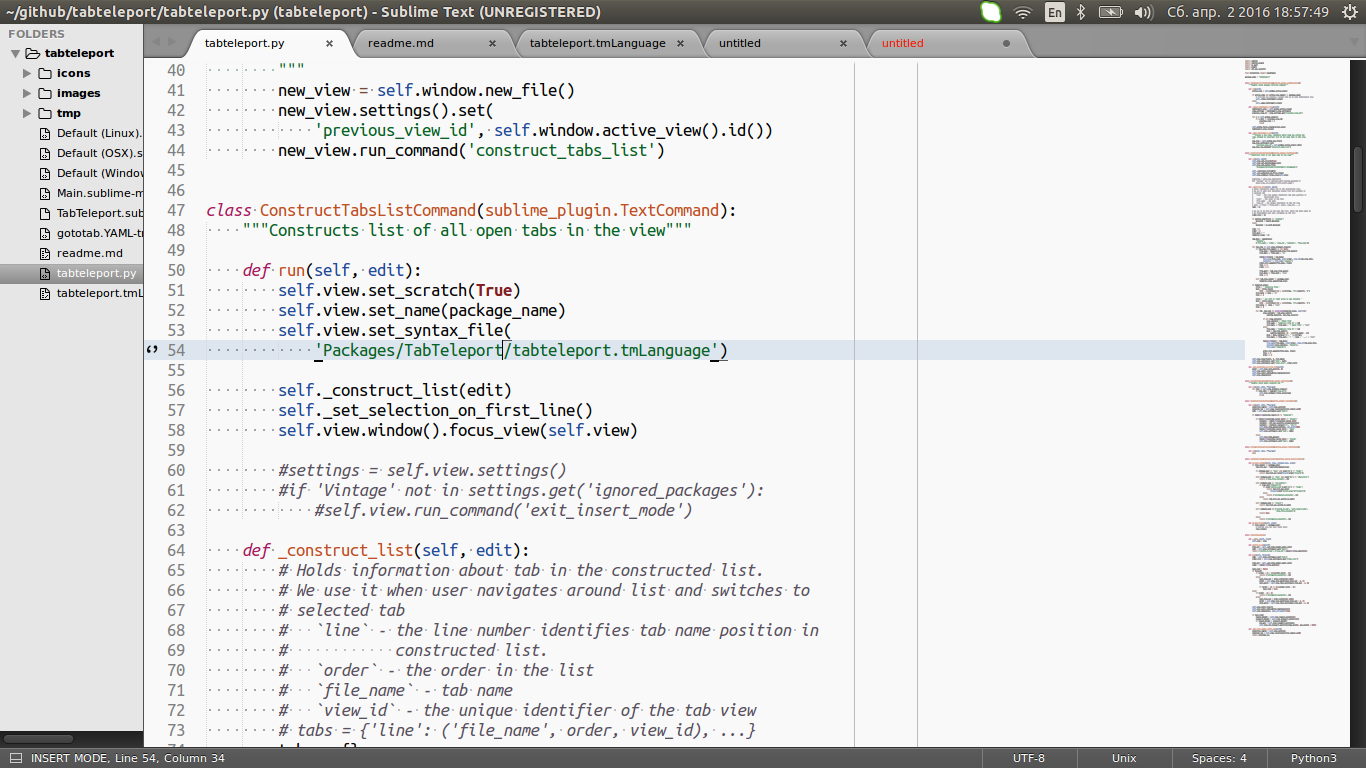 ~/github/tabteleport/tabteleport.py (tabteleport) - Sublime Text (UNREGISTERED)
En
Сб. апр. 2 2016 18:57:49
FOLDERS
tabteleport
icons
images
tmp
Default (Linux).
Default (OSX).s
Default (Window
Main.sublime-m
TabTeleport.sub
gototab.YAML-tm
readme.md
tabteleport.py
tabteleport.tmL
tabteleport.py × readme.md × tabteleport.tmLanguage × untitled × untitled
40 """
41 new_view = self.window.new_file()
42 new_view.settings().set(
43 'previous_view_id', self.window.active_view().id())
44 new_view.run_command('construct_tabs_list')
45
46
47 class ConstructTabsListCommand(sublime_plugin.TextCommand):
48 """Constructs list of all open tabs in the view"""
49
50 def run(self, edit):
51 self.view.set_scratch(True)
52 self.view.set_name(package_name)
53 self.view.set_syntax_file(
54 'Packages/TabTeleport/tabteleport.tmLanguage')
55
56 self._construct_list(edit)
57 self._set_selection_on_first_line()
58 self.view.window().focus_view(self.view)
59
60 #settings = self.view.settings()
61 #if 'Vintage' not in settings.get('ignored_packages'):
62 #self.view.run_command('exit_insert_mode')
63
64 def _construct_list(self, edit):
65 # Holds information about tab in the constructed list.
66 # We use it when user navigates around list and switches to
67 # selected tab
68 # `line` - the line number identifies tab name position in
69 # constructed list.
70 # `order` - the order in the list
71 # `file_name` - tab name
72 # `view_id` - the unique identifier of the tab view
73 # tabs = {'line': ('file_name', order, view_id), ...}
INSERT MODE, Line 54, Column 34
UTF-8
Unix
Spaces: 4
Python3